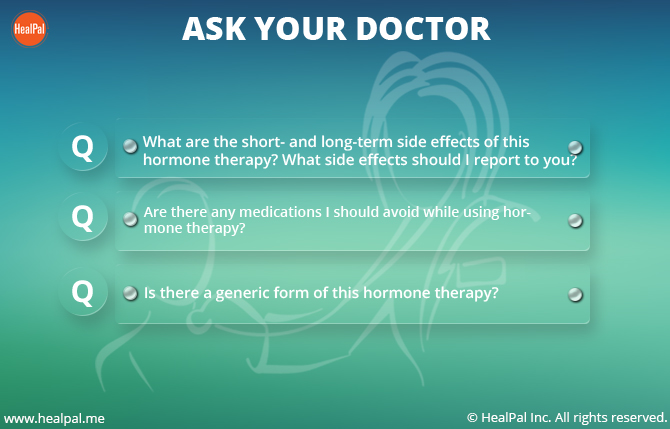 HealPal
ASK YOUR DOCTOR
Q
What are the short- and long-term side effects of this
hormone therapy? What side effects should I report to you?
Q
Are there any medications I should avoid while using hor-
mone therapy?
Q
Is there a generic form of this hormone therapy?
www.healpal.me
© HealPal Inc. All rights reserved.